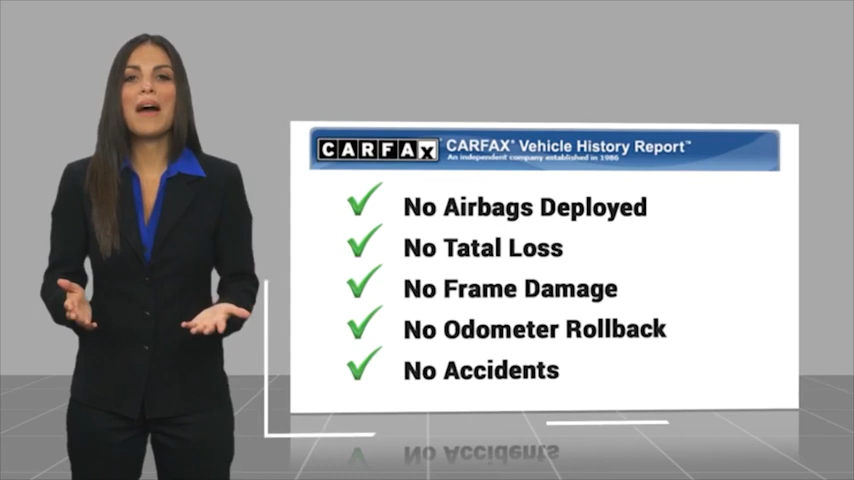 CARFAX CARFAX® Vehicle History Report™
An independent company established in 1986
No Airbags Deployed
No Tatal Loss
No Frame Damage
No Odometer Rollback
No Accidents
No Accidents